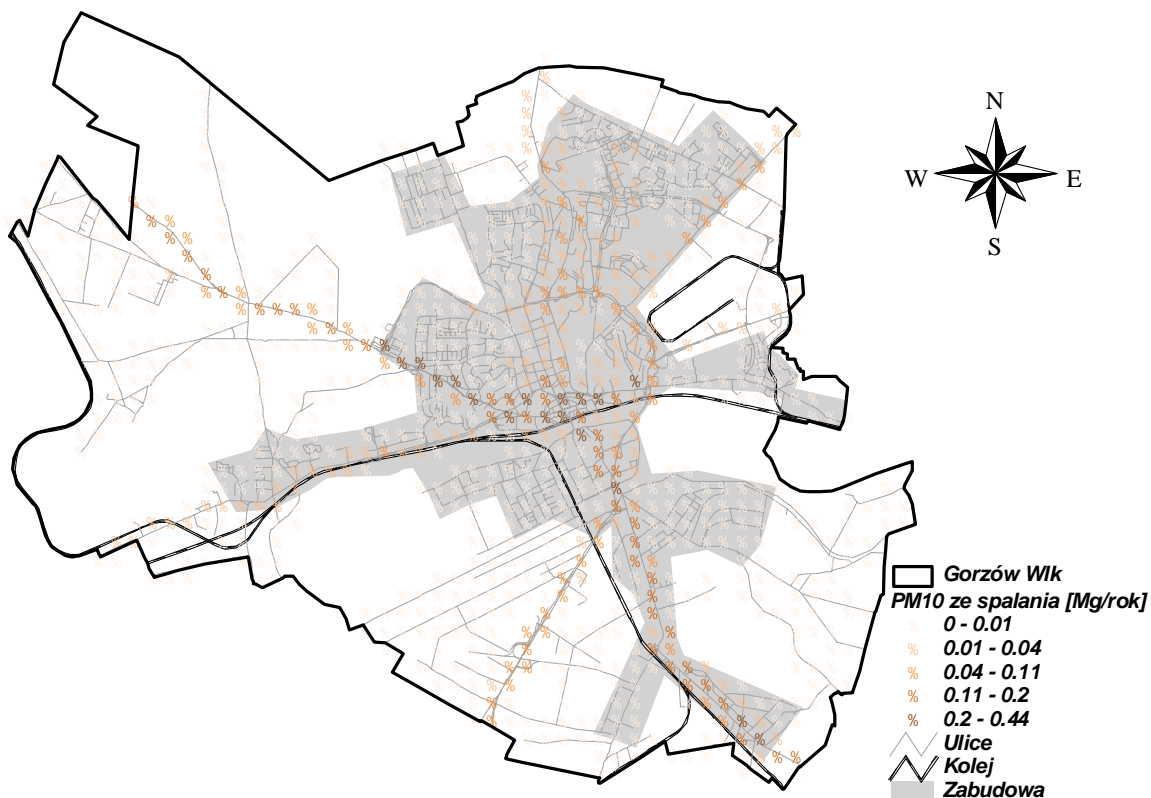 N
W E
S
Gorzów Wlk
PM10 ze spalania [Mg/rok]
% 0 - 0.01
% 0.01 - 0.04
% 0.04 - 0.11
% 0.11 - 0.2
% 0.2 - 0.44
Ulice
Kolej
Zabudowa